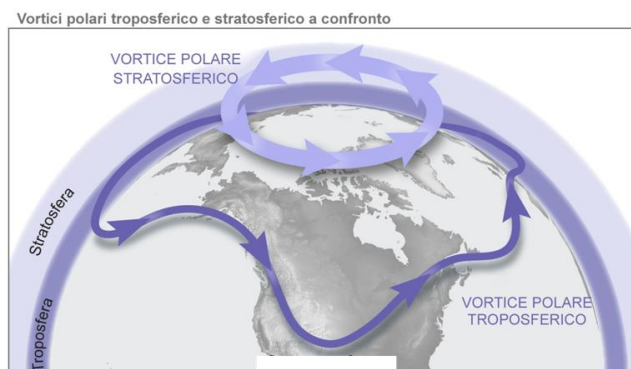 Vortici polari troposferico e stratosferico a confronto
VORTICE POLARE
STRATOSFERICO
Stratosfera
Troposfera
VORTICE POLARE
TROPOSFERICO